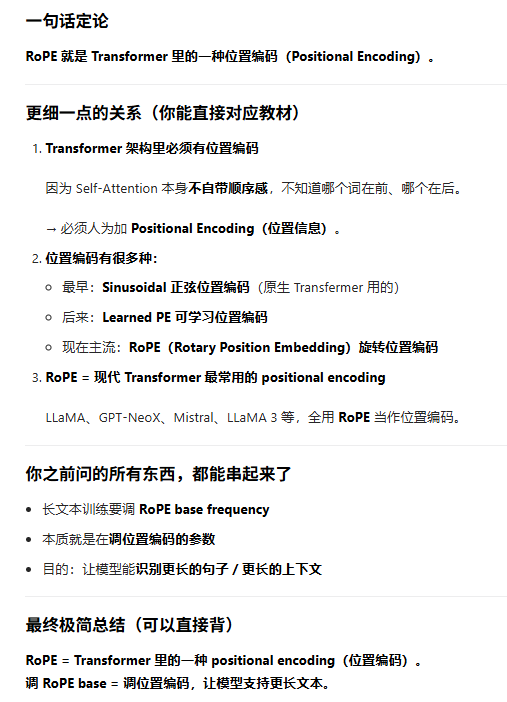 一句话定论
RoPE 就是 Transformer 里的一种位置编码（Positional Encoding）。
更细一点的关系（你能直接对应教材）
1. Transformer 架构里必须有位置编码
因为 Self-Attention 本身不自带顺序感，不知道哪个词在前、哪个在后。
→ 必须人为加 Positional Encoding（位置信息）。
2. 位置编码有很多种：
最早：Sinusoidal 正弦位置编码（原生 Transfermer 用的）
后来：Learned PE 可学习位置编码
现在主流：RoPE（Rotary Position Embedding）旋转位置编码
3. RoPE = 现代 Transformer 最常用的 positional encoding
LLaMA、GPT-NeoX、Mistral、LLaMA 3 等，全用 RoPE 当作位置编码。
你之前问的所有东西，都能串起来了
长文本训练要调 RoPE base frequency
本质就是在调位置编码的参数
目的：让模型能识别更长的句子 / 更长的上下文
最终极简总结（可以直接背）
RoPE = Transformer 里的一种 positional encoding（位置编码）。
调 RoPE base = 调位置编码，让模型支持更长文本。